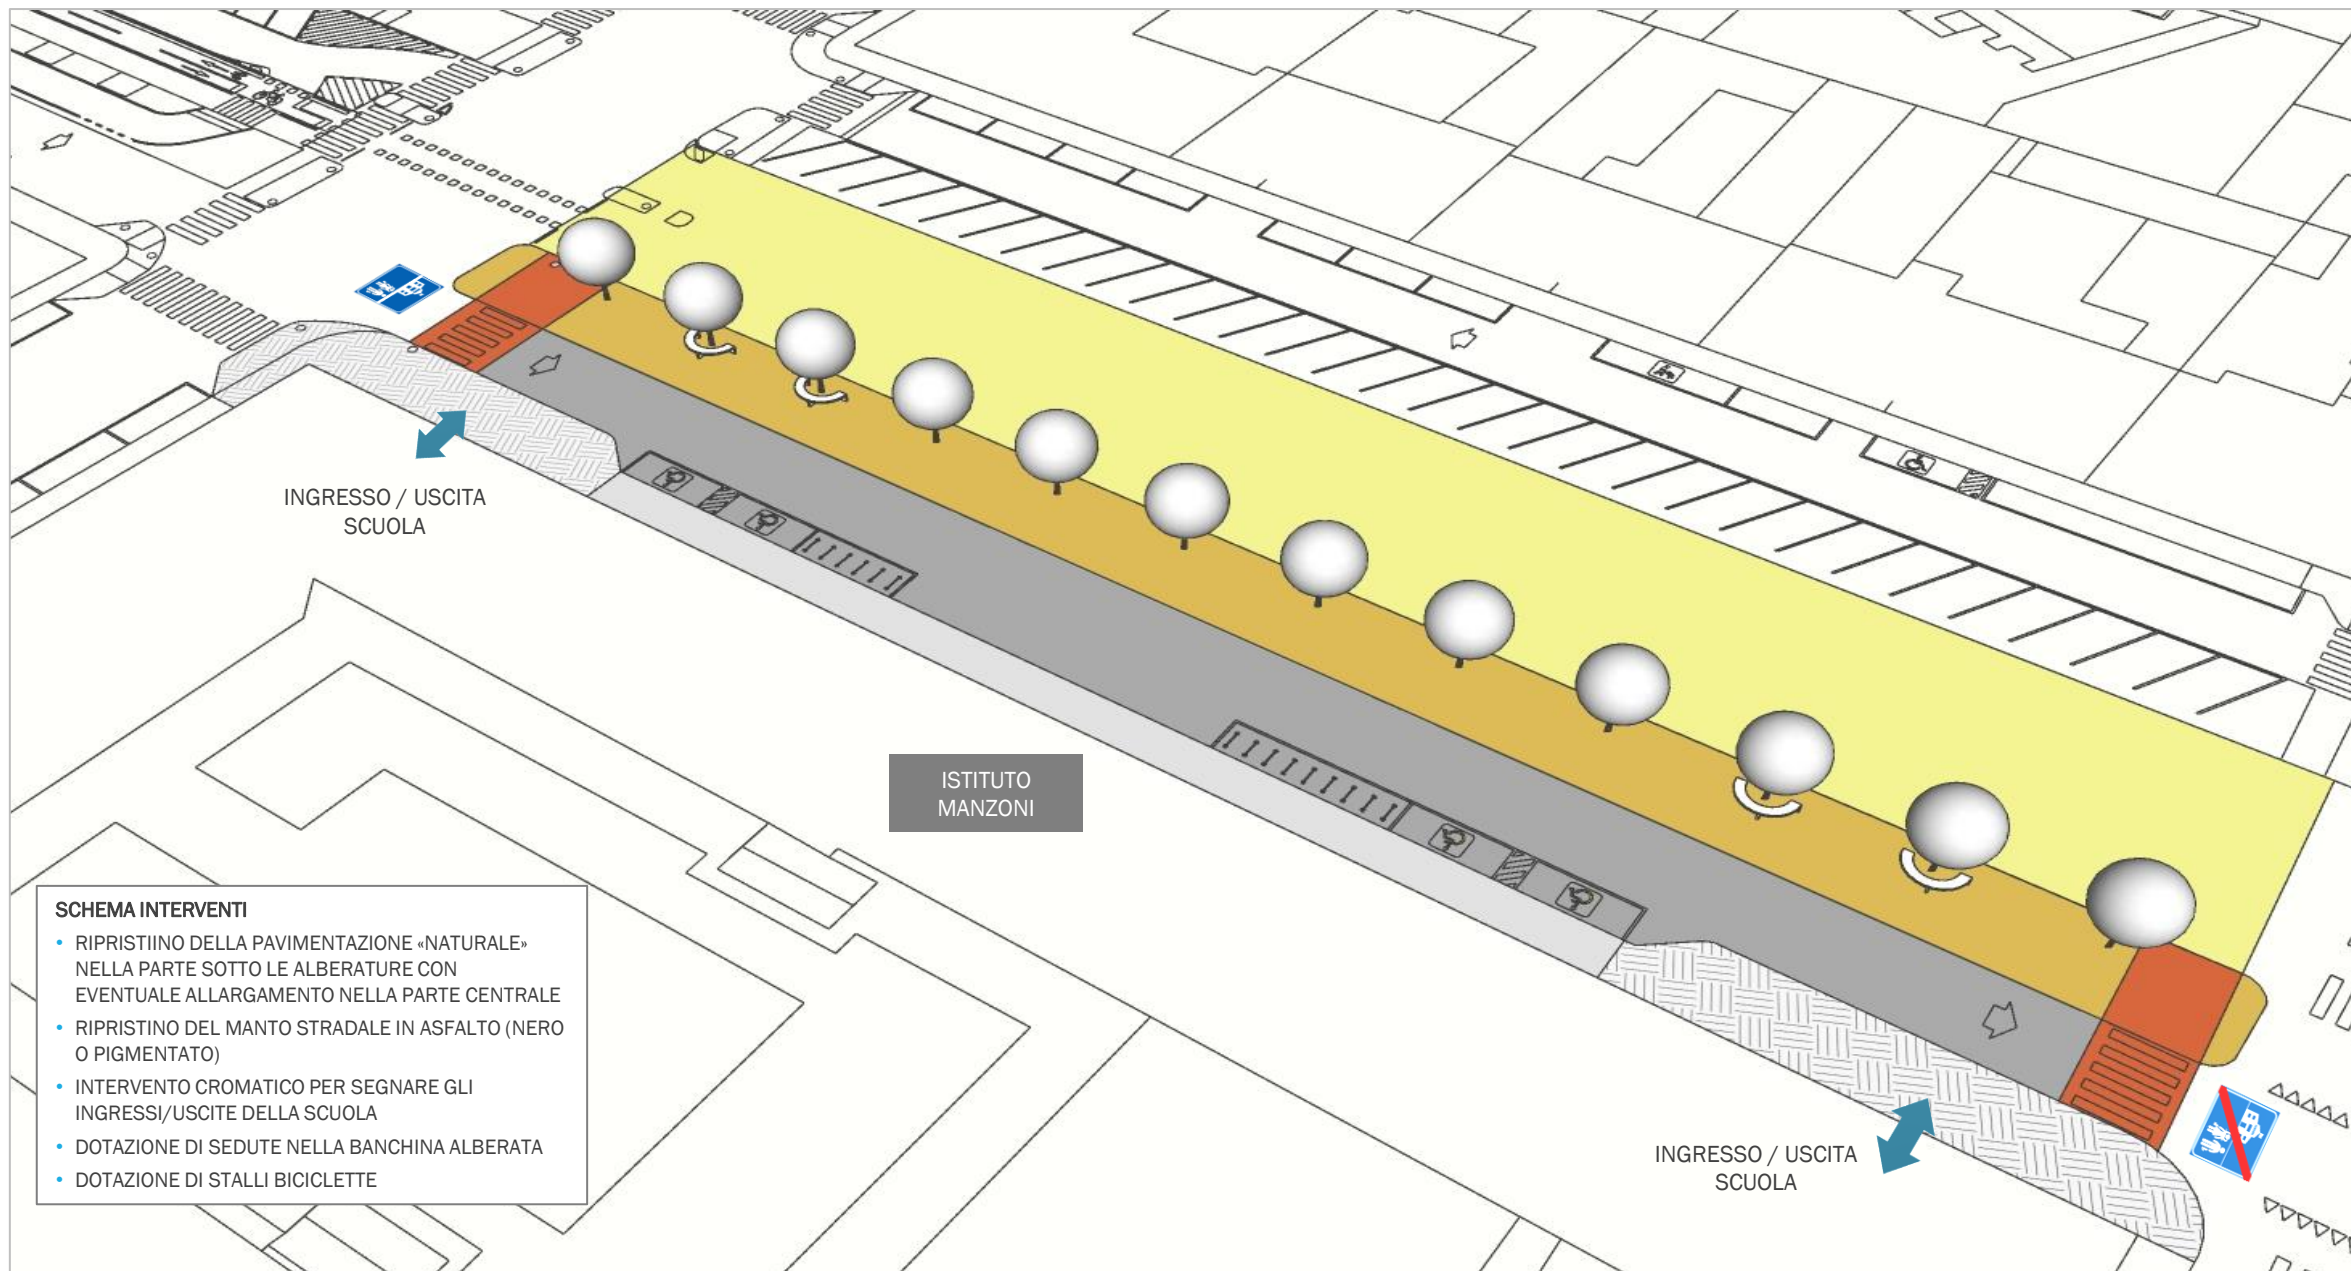 INGRESSO / USCITA
SCUOLA
ISTITUTO
MANZONI
SCHEMA INTERVENTI
• RIPRISTIINO DELLA PAVIMENTAZIONE «NATURALE»
NELLA PARTE SOTTO LE ALBERATURE CON
EVENTUALE ALLARGAMENTO NELLA PARTE CENTRALE
• RIPRISTINO DEL MANTO STRADALE IN ASFALTO (NERO
O PIGMENTATO)
• INTERVENTO CROMATICO PER SEGNARE GLI
INGRESSI/USCITE DELLA SCUOLA
• DOTAZIONE DI SEDUTE NELLA BANCHINA ALBERATA
• DOTAZIONE DI STALLI BICICLETTE
INGRESSO / USCITA
SCUOLA